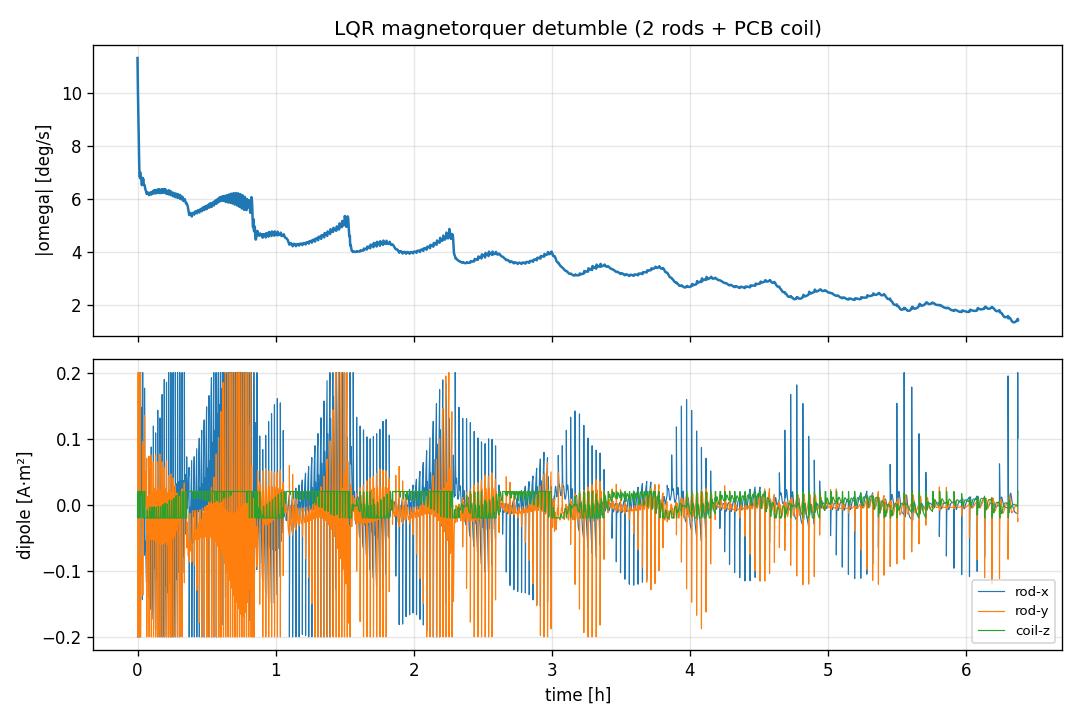 LQR magnetorquer detumble (2 rods + PCB coil)
|omega| [deg/s]
10
8
6
4
2
dipole [A·m²]
0.2
0.1
0.0
−0.1
−0.2
rod-x
rod-y
coil-z
0 1 2 3 4 5 6
time [h]